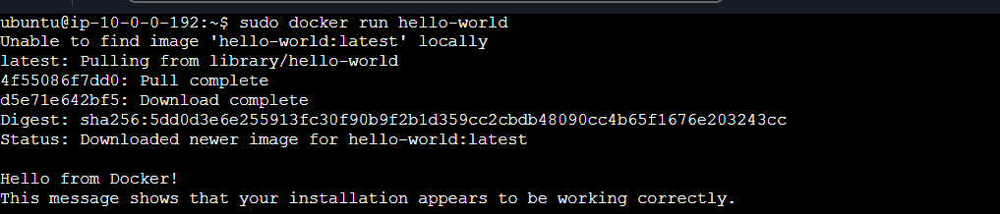 ubuntu@ip-10-0-0-192:~$ sudo docker run hello-world
Unable to find image 'hello-world:latest' locally
latest: Pulling from library/hello-world
4f55086f7dd0: Pull complete
d5e71e642bf5: Download complete
Digest: sha256:5dd0d3e6e255913fc30f90b9f2b1d359cc2cbdb48090cc4b65f1676e203243cc
Status: Downloaded newer image for hello-world:latest

Hello from Docker!
This message shows that your installation appears to be working correctly.